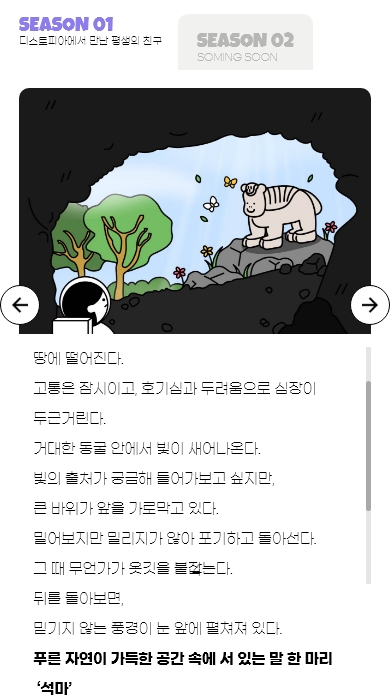 SEASON 01
디스토피아에서 만난 평생의 친구
SEASON 02
SOMING SOON
땅에 떨어진다.
고통은 잠시이고, 호기심과 두려움으로 심장이
두근거린다.
거대한 동굴 안에서 빛이 새어나온다.
빛의 출처가 궁금해 들어가보고 싶지만,
큰 바위가 앞을 가로막고 있다.
밀어보지만 밀리지가 않아 포기하고 돌아선다.
그 때 무언가가 옷깃을 붙잡는다.
뒤를 돌아보면,
믿기지 않는 풍경이 눈 앞에 펼쳐져 있다.
푸른 자연이 가득한 공간 속에 서 있는 말 한 마리
‘석마’